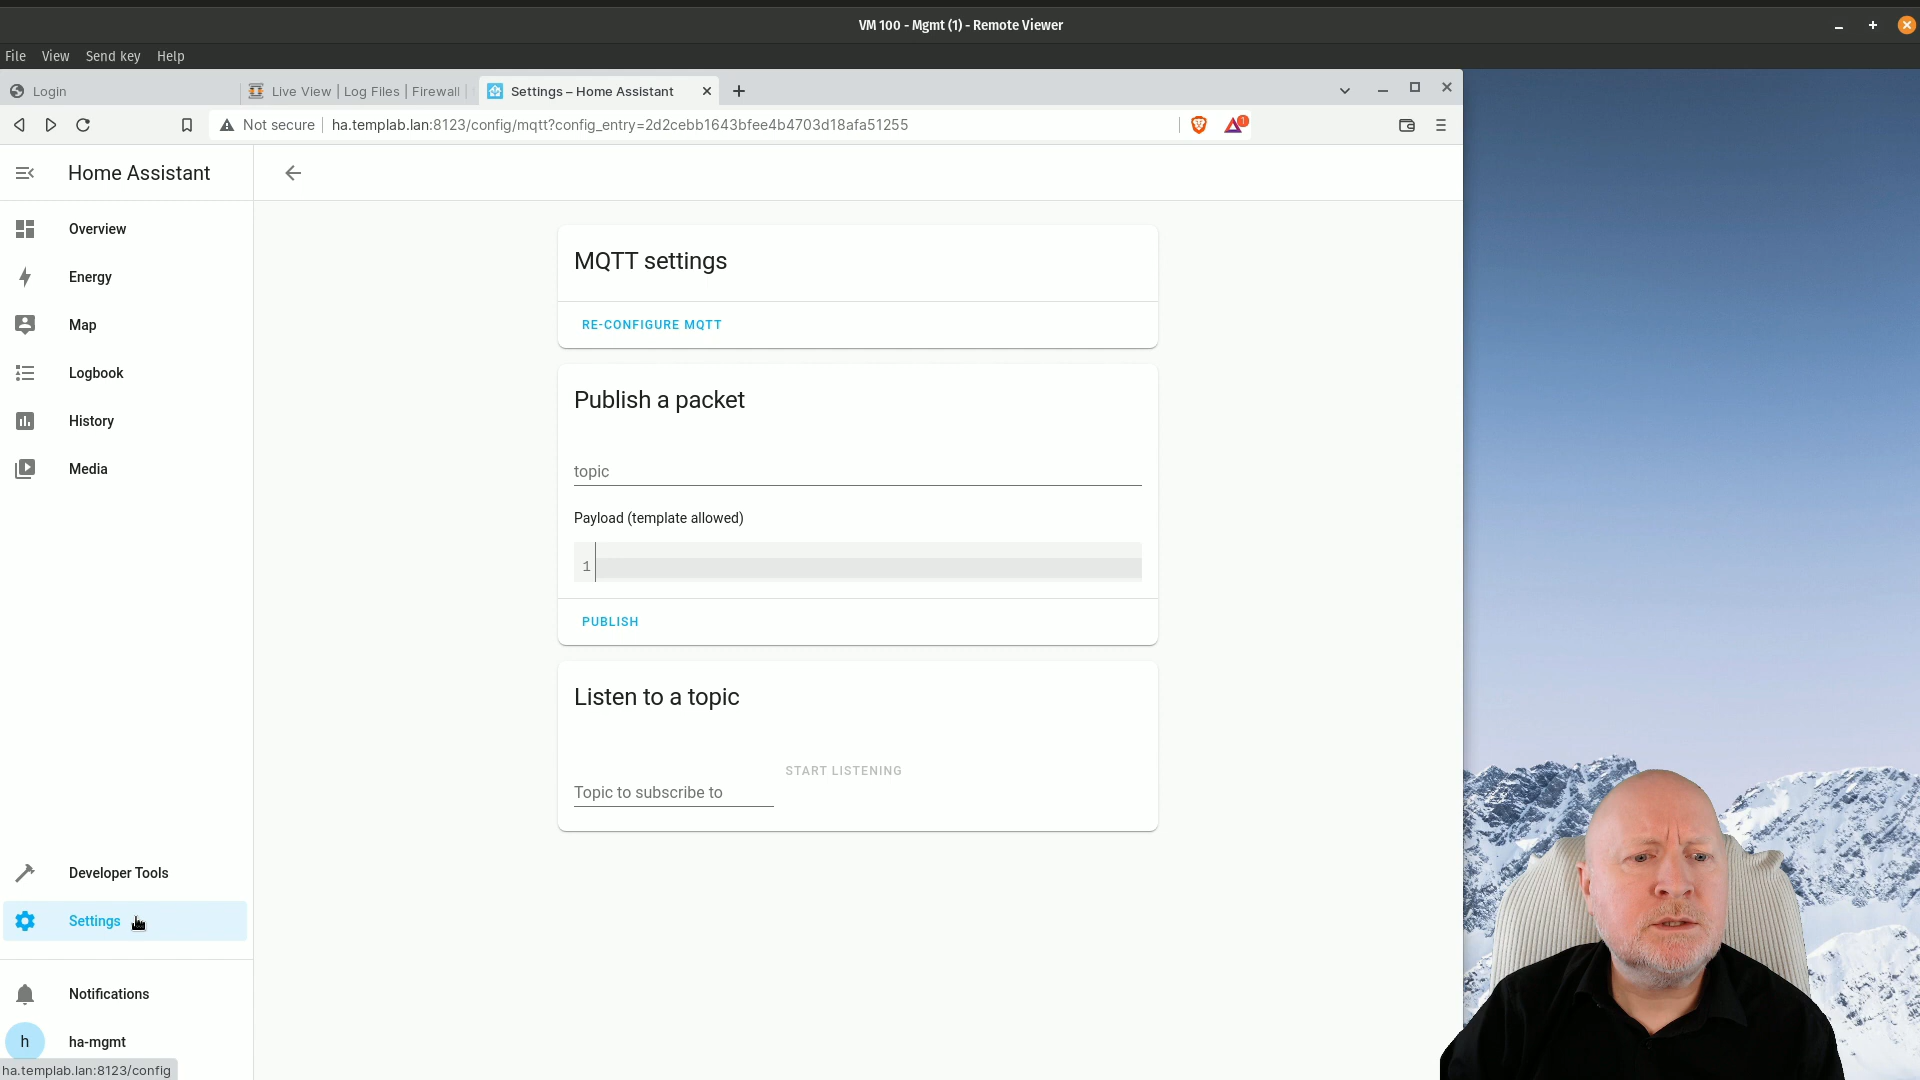 VM 100 - Mgmt (1) - Remote Viewer
File View Send key Help
Login
Live View | Log Files | Firewall |
Settings – Home Assistant
Not secure
ha.templab.lan:8123/config/mqtt?config_entry=2d2cebb1643bfee4b4703d18afa51255
1
Home Assistant
Overview
Energy
Map
Logbook
History
Media
Developer Tools
Settings
Notifications
h
ha-mgmt
ha.templab.lan:8123/config
MQTT settings
RE-CONFIGURE MQTT
Publish a packet
topic
Payload (template allowed)
1
PUBLISH
Listen to a topic
START LISTENING
Topic to subscribe to